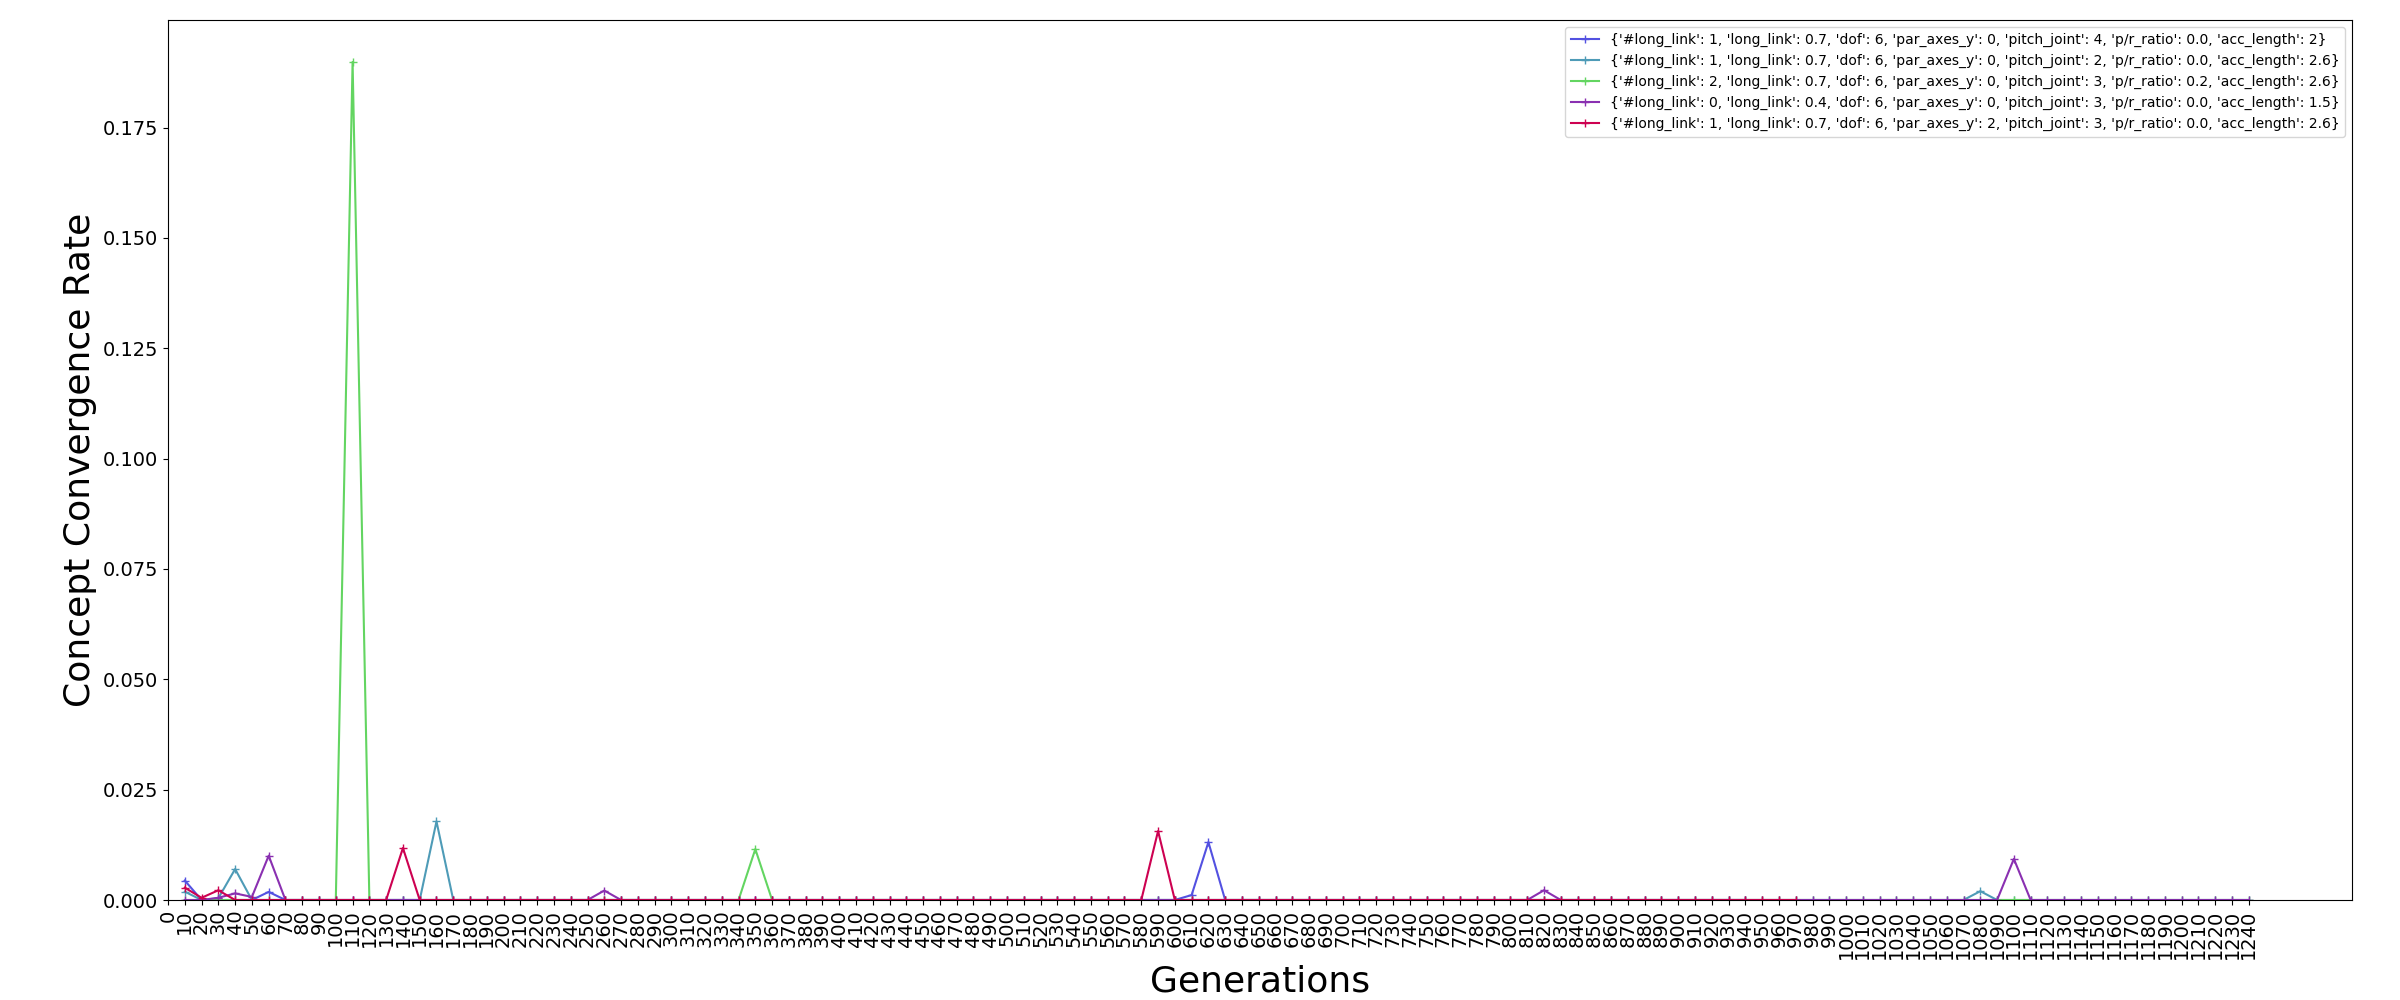 {'#long_link': 1, 'long_link': 0.7, 'dof': 6, 'par_axes_y': 0, 'pitch_joint': 4, 'p/r_ratio': 0.0, 'acc_length': 2}
{'#long_link': 1, 'long_link': 0.7, 'dof': 6, 'par_axes_y': 0, 'pitch_joint': 2, 'p/r_ratio': 0.0, 'acc_length': 2.6}
{'#long_link': 2, 'long_link': 0.7, 'dof': 6, 'par_axes_y': 0, 'pitch_joint': 3, 'p/r_ratio': 0.2, 'acc_length': 2.6}
{'#long_link': 0, 'long_link': 0.4, 'dof': 6, 'par_axes_y': 0, 'pitch_joint': 3, 'p/r_ratio': 0.0, 'acc_length': 1.5}
{'#long_link': 1, 'long_link': 0.7, 'dof': 6, 'par_axes_y': 2, 'pitch_joint': 3, 'p/r_ratio': 0.0, 'acc_length': 2.6}
Concept Convergence Rate
0.175
0.150
0.125
0.100
0.075
0.050
0.025
0.000
0 10 20 30 40 50 60 70 80 90 100 110 120 130 140 150 160 170 180 190 200 210 220 230 240 250 260 270 280 290 300 310 320 330 340 350 360 370 380 390 400 410 420 430 440 450 460 470 480 490 500 510 520 530 540 550 560 570 580 590 600 610 620 630 640 650 660 670 680 690 700 710 720 730 740 750 760 770 780 790 800 810 820 830 840 850 860 870 880 890 900 910 920 930 940 950 960 970 980 990 1000 1010 1020 1030 1040 1050 1060 1070 1080 1090 1100 1110 1120 1130 1140 1150 1160 1170 1180 1190 1200 1210 1220 1230 1240
Generations